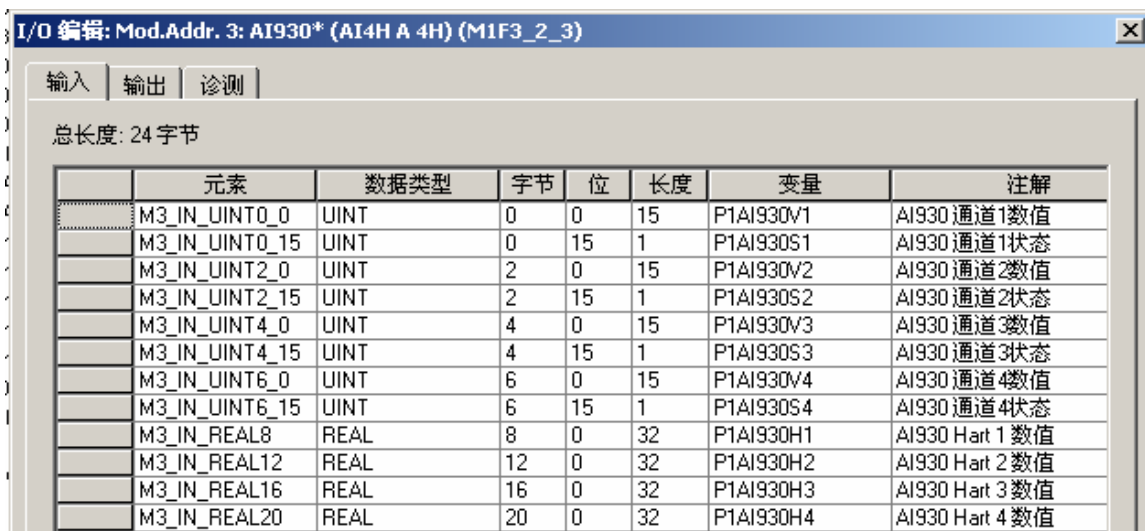 I/O 编辑: Mod.Addr. 3: AI930* (AI4H A 4H) (M1F3_2_3)
输入 输出 诊测
总长度: 24 字节
元素 数据类型 字节 位 长度 变量 注解
M3_IN_UINT0_0 UINT 0 0 15 P1AI930V1 AI930 通道1数值
M3_IN_UINT0_15 UINT 0 15 1 P1AI930S1 AI930 通道1状态
M3_IN_UINT2_0 UINT 2 0 15 P1AI930V2 AI930 通道2数值
M3_IN_UINT2_15 UINT 2 15 1 P1AI930S2 AI930 通道2状态
M3_IN_UINT4_0 UINT 4 0 15 P1AI930V3 AI930 通道3数值
M3_IN_UINT4_15 UINT 4 15 1 P1AI930S3 AI930 通道3状态
M3_IN_UINT6_0 UINT 6 0 15 P1AI930V4 AI930 通道4数值
M3_IN_UINT6_15 UINT 6 15 1 P1AI930S4 AI930 通道4状态
M3_IN_REAL8 REAL 8 0 32 P1AI930H1 AI930 Hart 1 数值
M3_IN_REAL12 REAL 12 0 32 P1AI930H2 AI930 Hart 2 数值
M3_IN_REAL16 REAL 16 0 32 P1AI930H3 AI930 Hart 3 数值
M3_IN_REAL20 REAL 20 0 32 P1AI930H4 AI930 Hart 4 数值